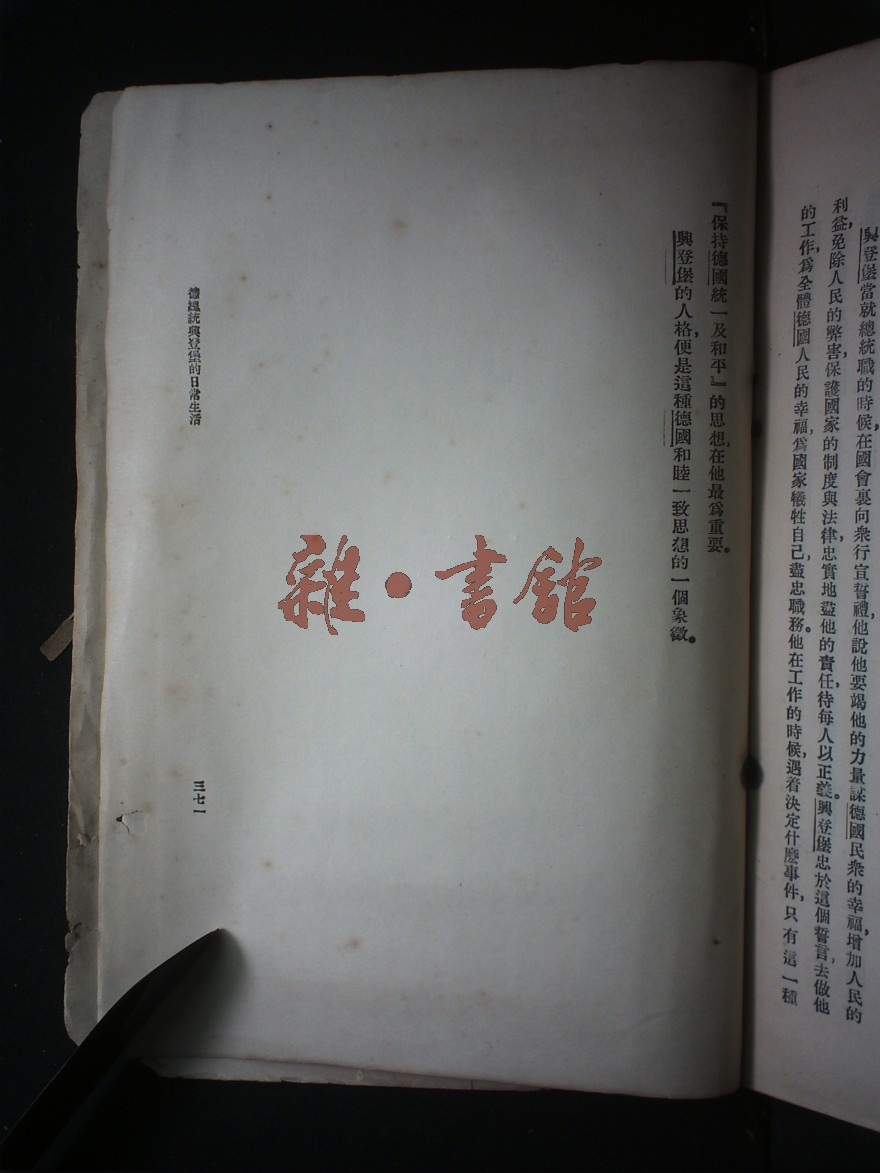 興登堡當就總統職的時候，在國會裏向衆行宣誓禮，他說他要竭他的力量謀德國民衆的幸福，增加人民的
利益，免除人民的弊害，保護國家的制度與法律，忠實地盡他的責任，待每人以正義。興登堡忠於這個誓言，去做他
的工作，爲全體德國人民的幸福，爲國家犧牲自己，盡忠職務。他在工作的時候，遇着決定什麼事件，只有這一種
『保持德國統一及和平』的思想，在他最爲重要。
興登堡的人格，便是這種德國和睦一致思想的一個象徵。
德總統興登堡的日常生活
三七一
雜·書館